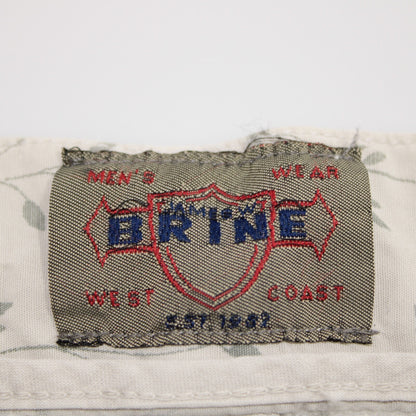 MEN'S WEAR
BRINE
WEST COAST
EST. 1982